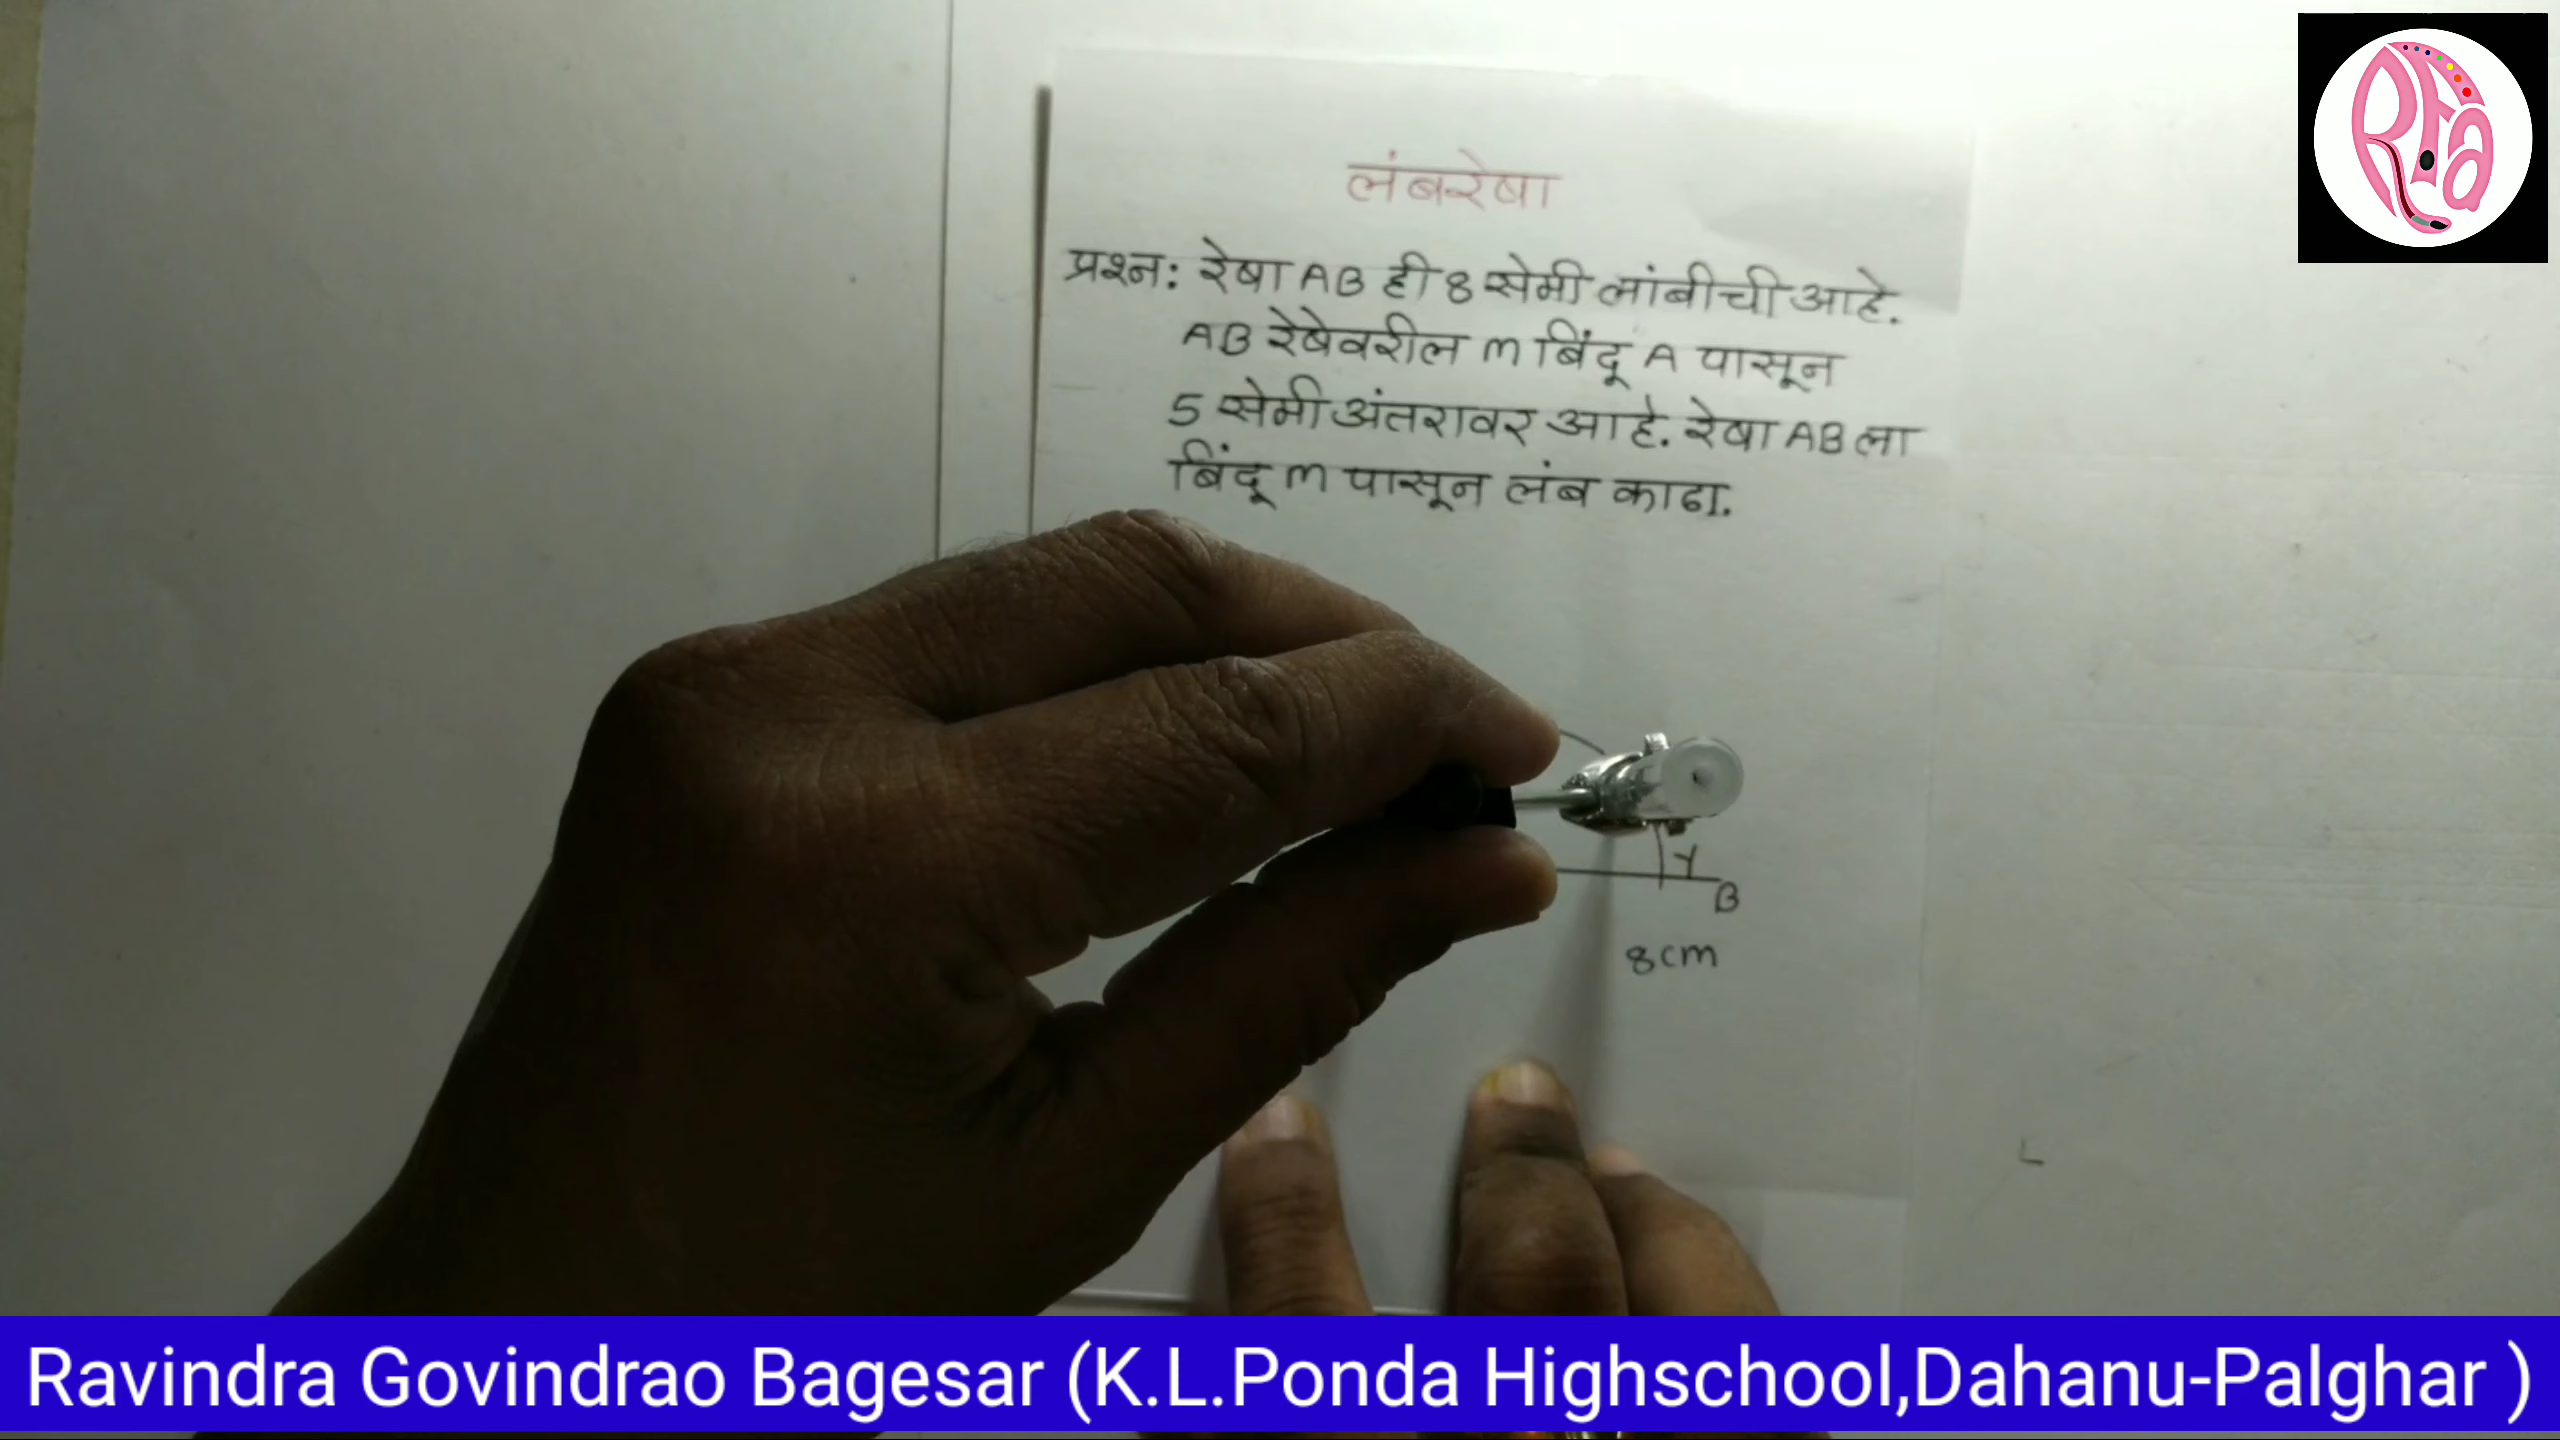 लंबरेषा
प्रश्न: रेषा AB ही 8 सेमी लांबीची आहे.
AB रेषेवरील m बिंदू A पासून
5 सेमी अंतरावर आहे. रेषा AB ला
बिंदू m पासून लंब काढा.
Y
B
8cm
RFa
Ravindra Govindrao Bagesar (K.L.Ponda Highschool,Dahanu-Palghar )